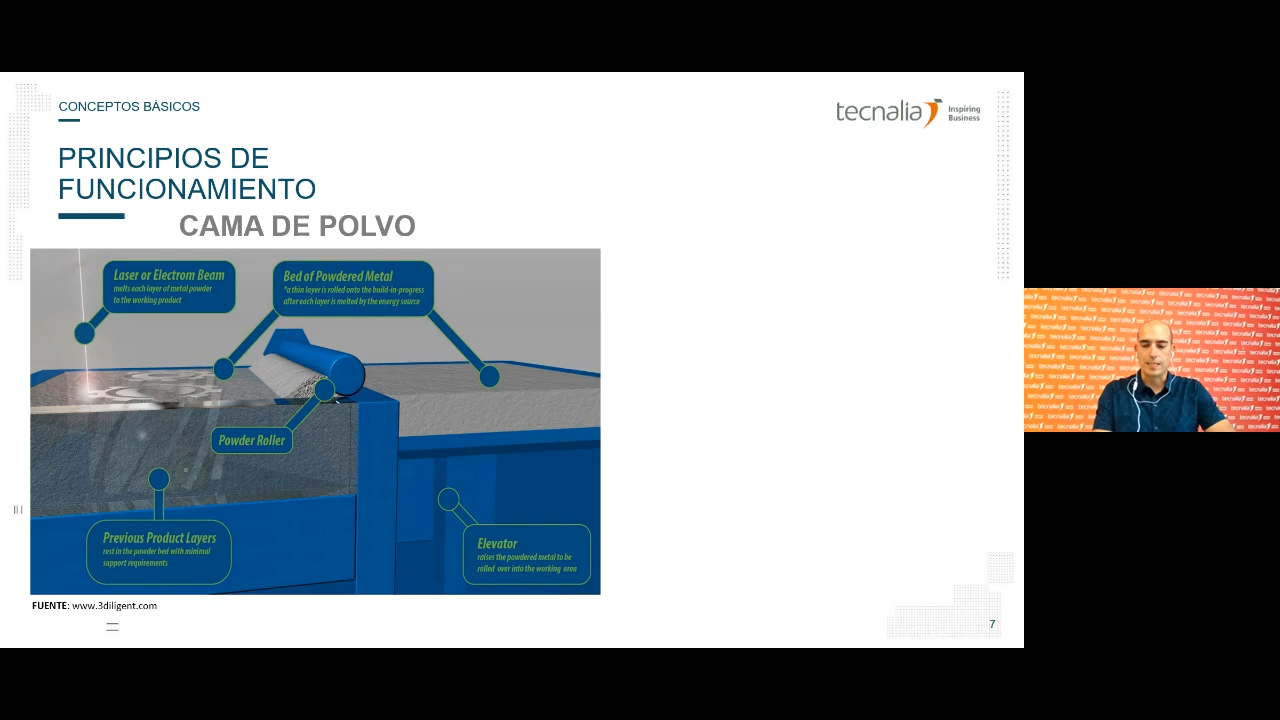 CONCEPTOS BÁSICOS
tecnalia Inspiring
Business
PRINCIPIOS DE
FUNCIONAMIENTO
CAMA DE POLVO
Laser or Electrom Beam
melts each layer of metal powder
to the working product
Bed of Powdered Metal
*a thin layer is rolled onto the build-in-progress
after each layer is melted by the energy source
Powder Roller
Previous Product Layers
rest in the powder bed with minimal
support requirements
Elevator
raises the powdered metal to be
rolled over into the working area
FUENTE: www.3diligent.com
7
tecnalia